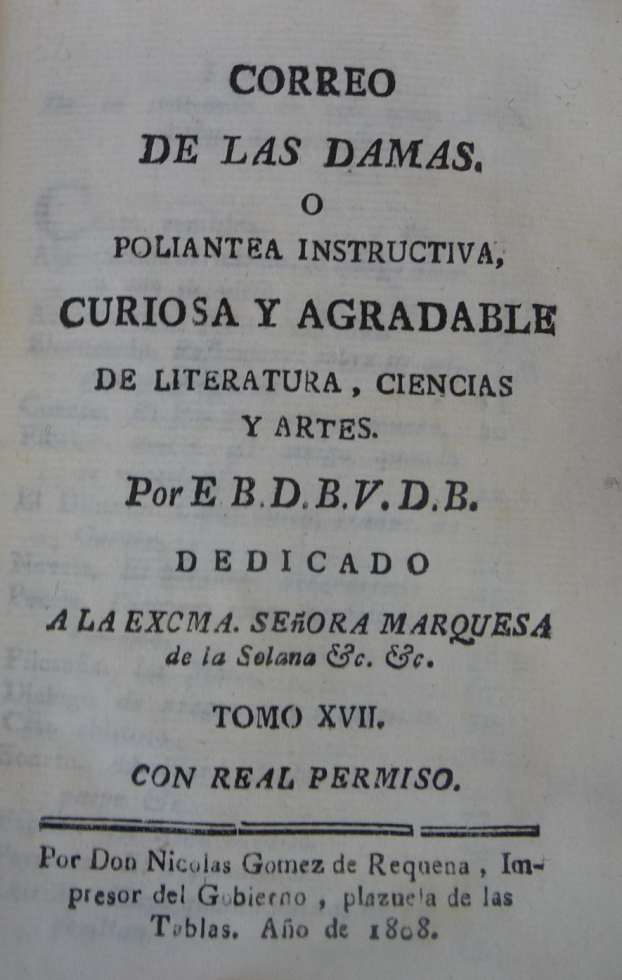 CORREO
DE LAS DAMAS.
O
POLIANTEA INSTRUCTIVA,
CURIOSA Y AGRADABLE
DE LITERATURA , CIENCIAS
Y ARTES.
Por E B.D.B.V.D.B.
DEDICADO
A LA EXCMA. SEñORA MARQUESA
de la Solana &c. &c.
TOMO XVII.
CON REAL PERMISO.
Por Don Nicolas Gomez de Requena , Im-
presor del Gobierno , plazuela de las
Tablas. Año de 1808.